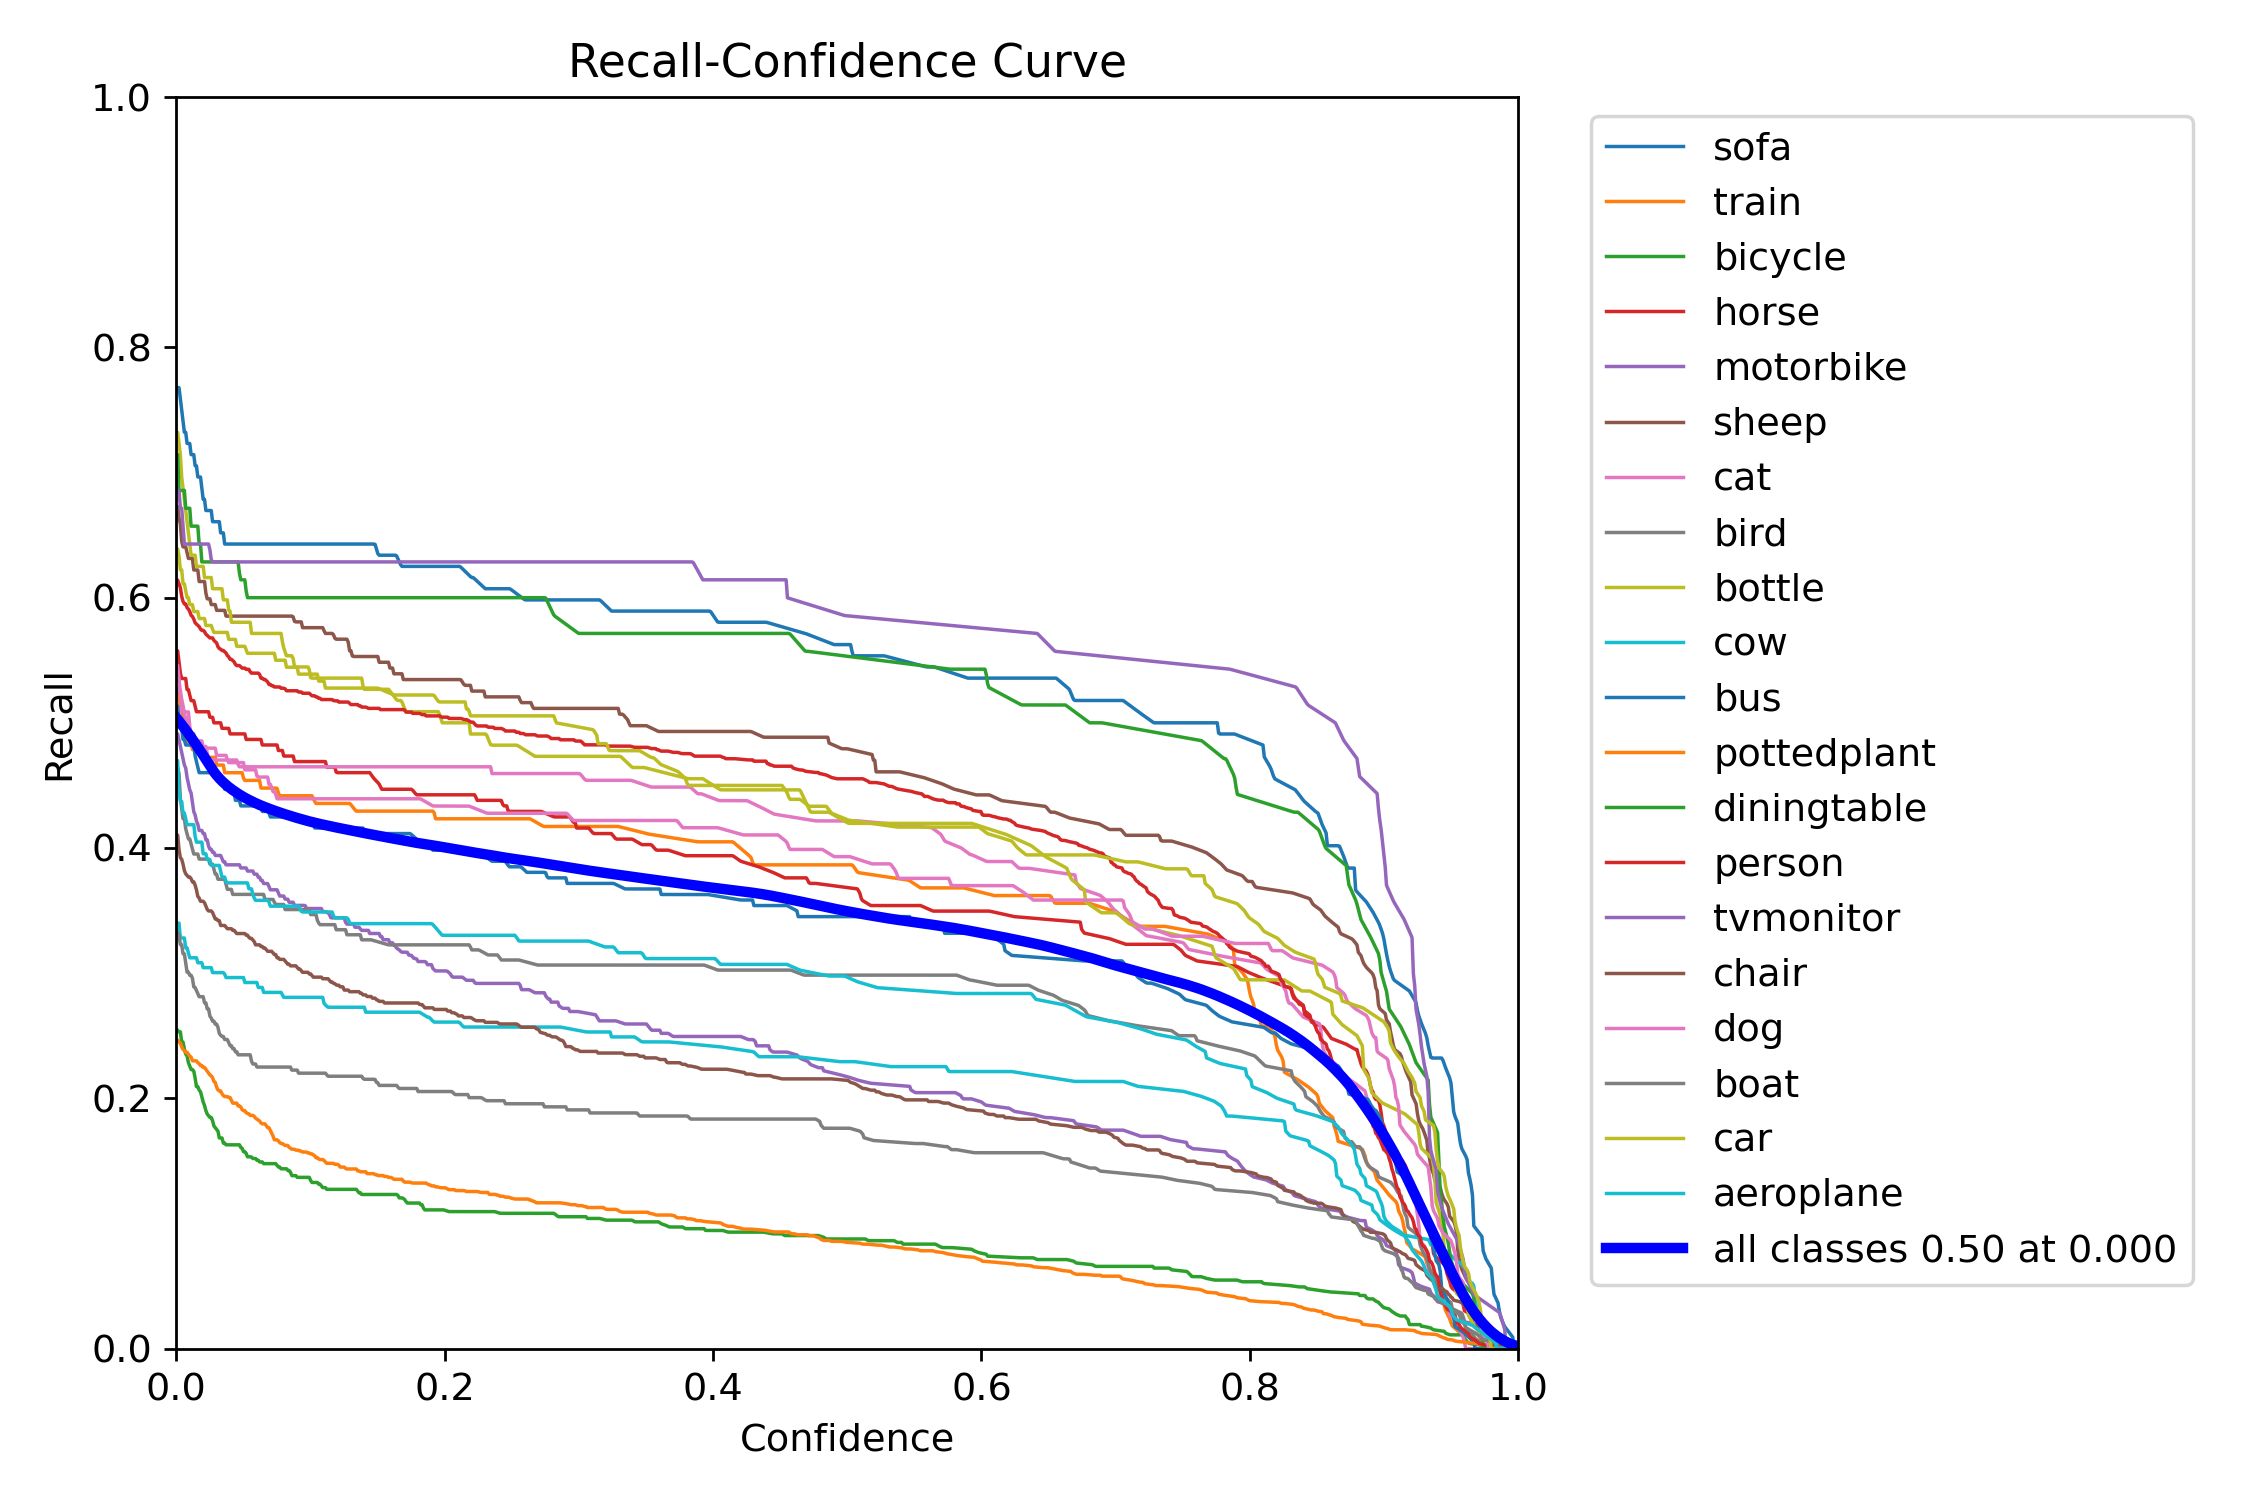 Recall-Confidence Curve
1.0
0.8
0.6
0.4
0.2
0.0
Recall
0.0 0.2 0.4 0.6 0.8 1.0
Confidence
sofa
train
bicycle
horse
motorbike
sheep
cat
bird
bottle
cow
bus
pottedplant
diningtable
person
tvmonitor
chair
dog
boat
car
aeroplane
all classes 0.50 at 0.000